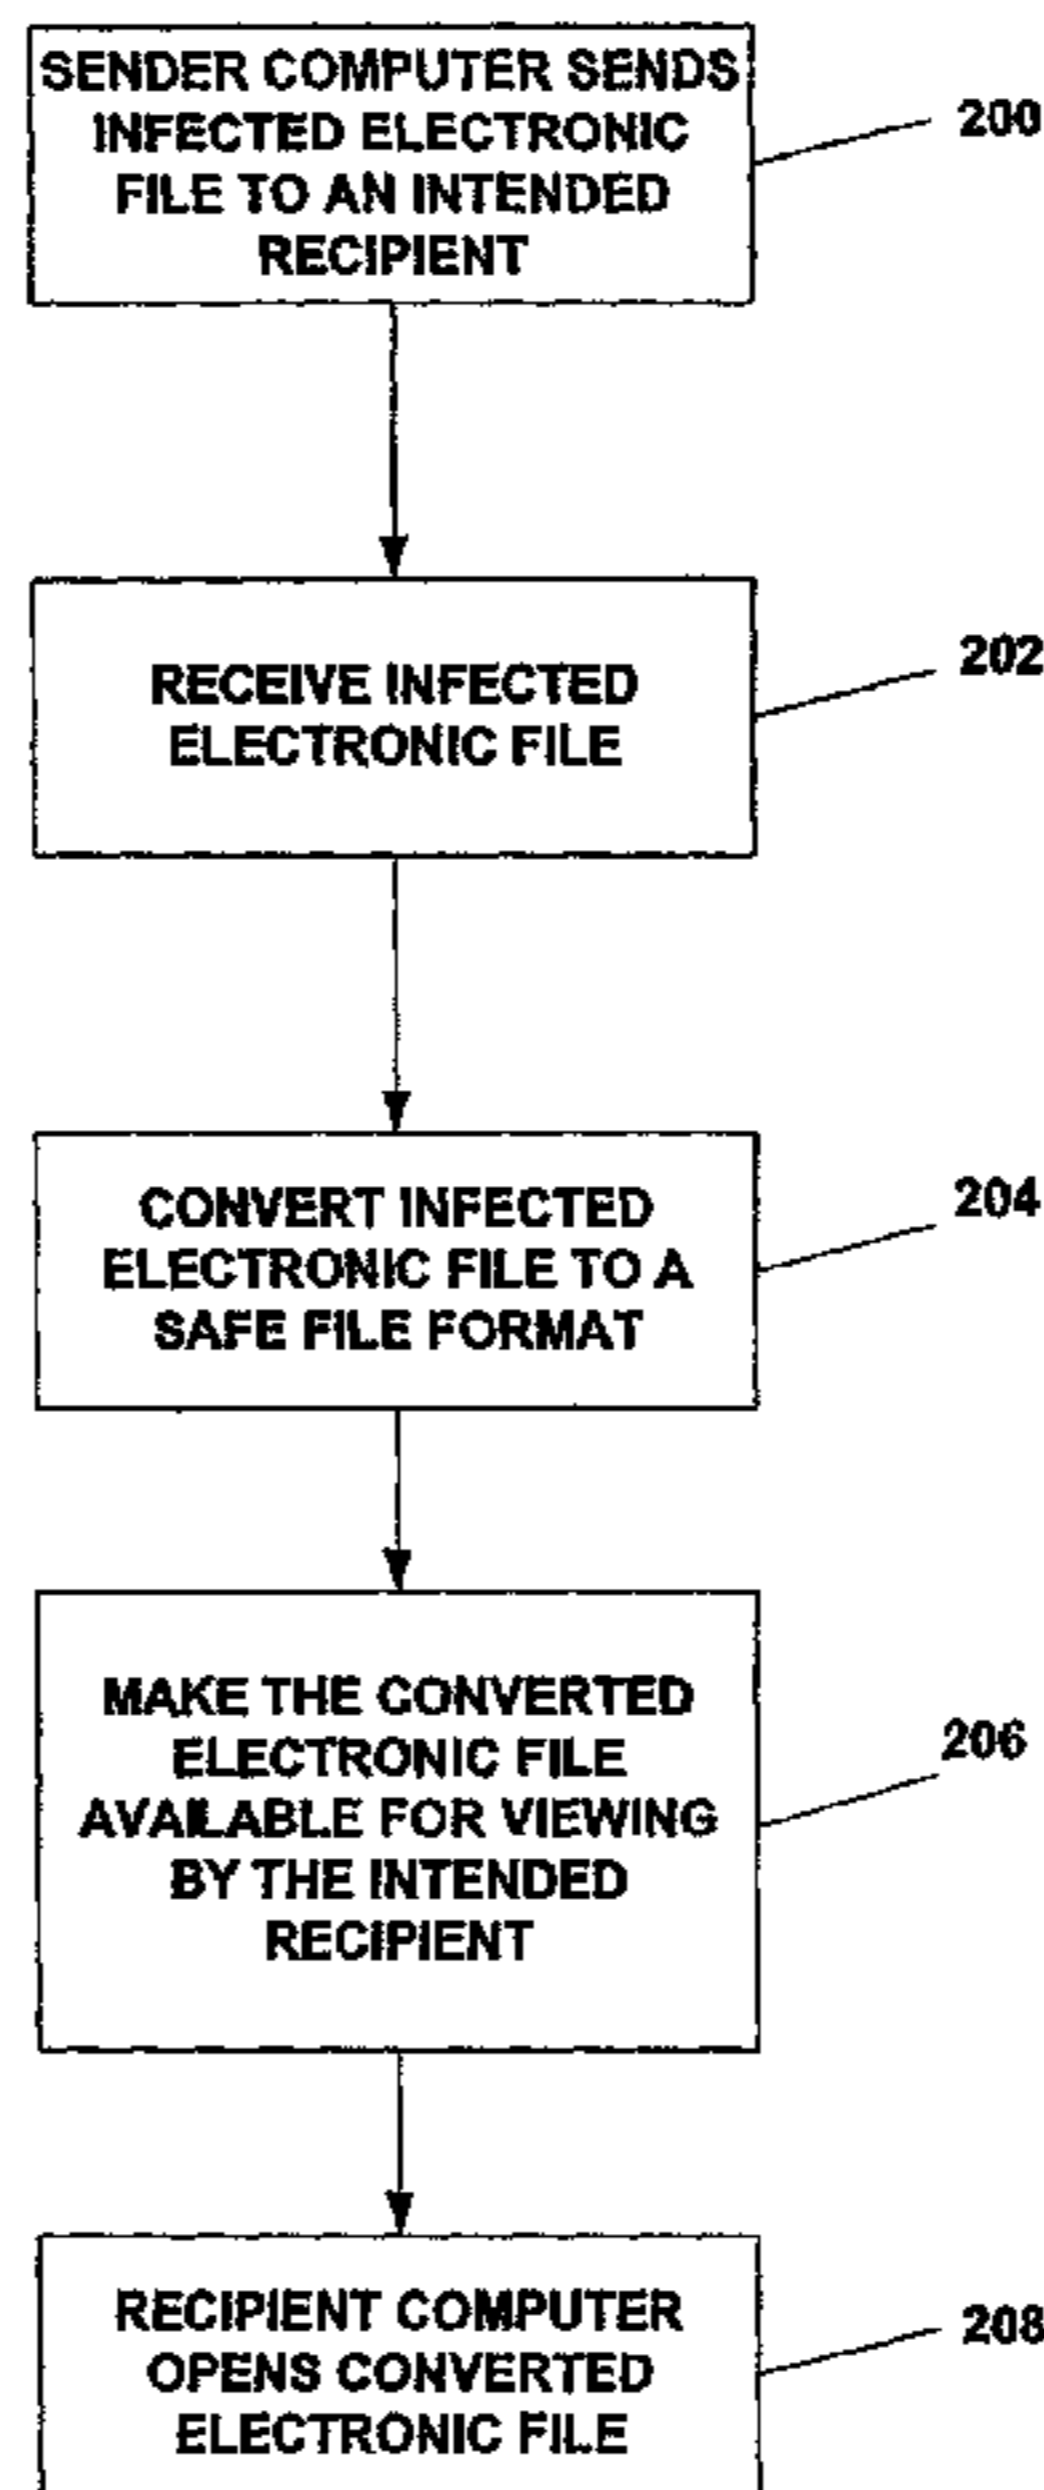 SENDER COMPUTER SENDS
INFECTED ELECTRONIC
FILE TO AN INTENDED
RECIPIENT
200
RECEIVE INFECTED
ELECTRONIC FILE
202
CONVERT INFECTED
ELECTRONIC FILE TO A
SAFE FILE FORMAT
204
MAKE THE CONVERTED
ELECTRONIC FILE
AVAILABLE FOR VIEWING
BY THE INTENDED
RECIPIENT
206
RECIPIENT COMPUTER
OPENS CONVERTED
ELECTRONIC FILE
208